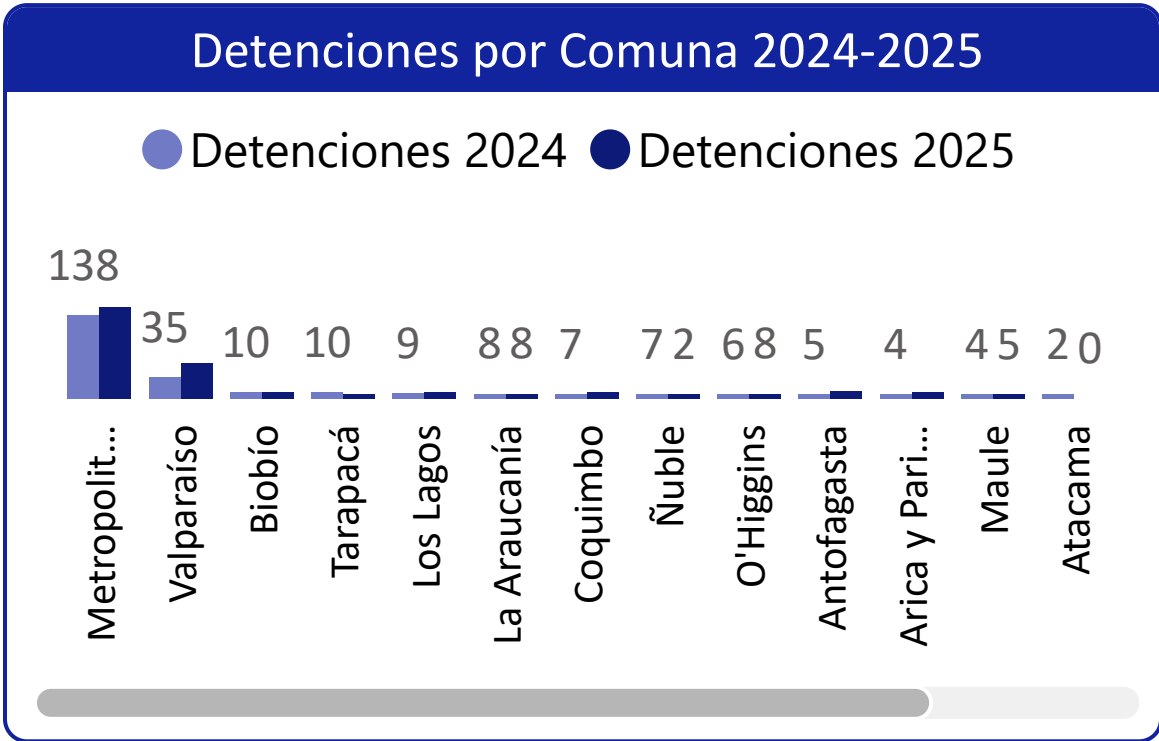 Detenciones por Comuna 2024-2025
Detenciones 2024 Detenciones 2025
138 35 10 10 9 8 8 7 7 2 6 8 5 4 4 5 2 0
Metropolit...
Valparaíso
Biobío
Tarapacá
Los Lagos
La Araucanía
Coquimbo
Ñuble
O'Higgins
Antofagasta
Arica y Pari...
Maule
Atacama